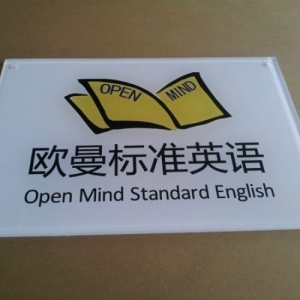 OPEN MIND
欧曼标准英语
Open Mind Standard English